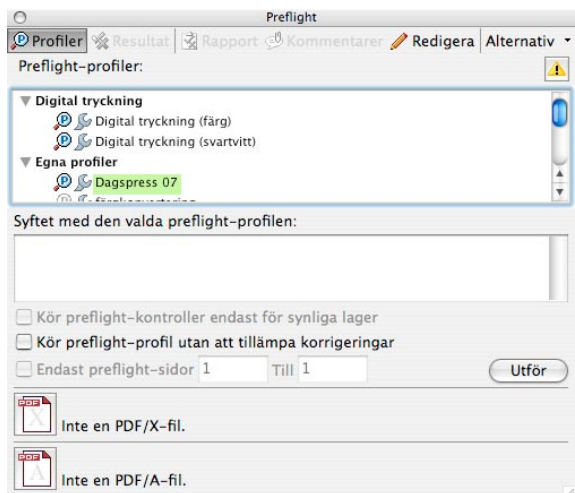 Preflight
Profiler Resultat Rapport Kommentarer Redigera Alternativ
Preflight-profiler:
Digital tryckning
Digital tryckning (färg)
Digital tryckning (svartvitt)
Egna profiler
Dagspress 07
färgkonvertering
Syftet med den valda preflight-profilen:
Kör preflight-kontroller endast för synliga lager
Kör preflight-profil utan att tillämpa korrigeringar
Endast preflight-sidor 1 Till 1 Utför
PDF X Inte en PDF/X-fil.
PDF A Inte en PDF/A-fil.